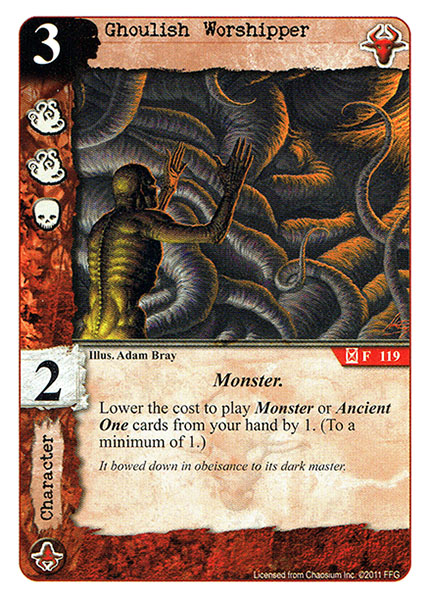 3
Ghoulish Worshipper
Illus. Adam Bray
F 119
2
Character
Monster.
Lower the cost to play Monster or Ancient
One cards from your hand by 1. (To a
minimum of 1.)
It bowed down in obeisance to its dark master.
Licensed from Chaosium Inc. ©2011 FFG